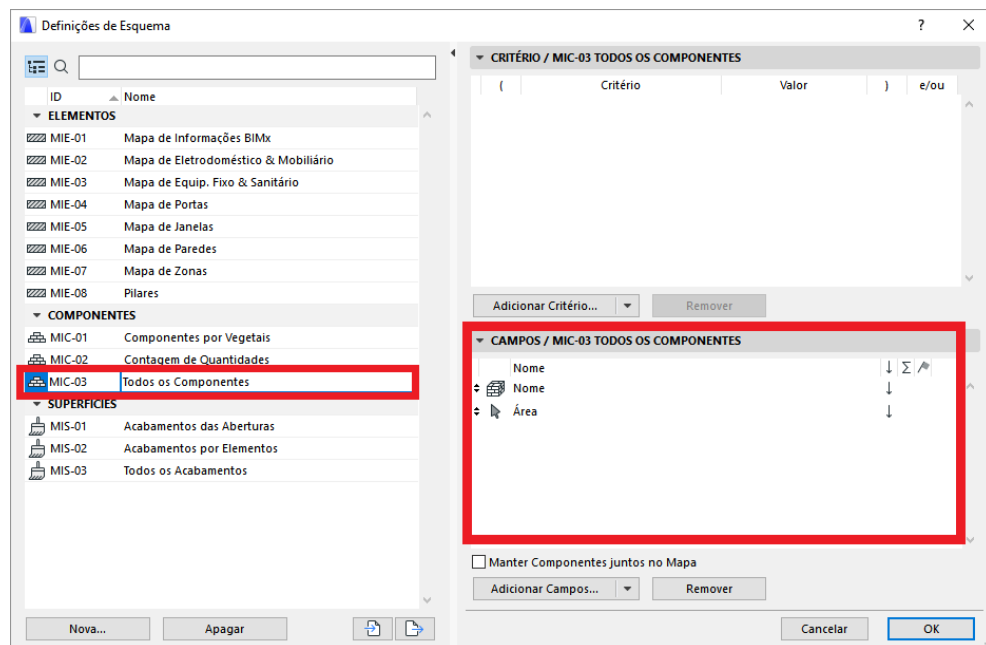 Definições de Esquema
?
ID Nome
ELEMENTOS
MIE-01 Mapa de Informações BIMx
MIE-02 Mapa de Eletrodoméstico & Mobiliário
MIE-03 Mapa de Equip. Fixo & Sanitário
MIE-04 Mapa de Portas
MIE-05 Mapa de Janelas
MIE-06 Mapa de Paredes
MIE-07 Mapa de Zonas
MIE-08 Pilares
COMPONENTES
MIC-01 Componentes por Vegetais
MIC-02 Contagem de Quantidades
MIC-03 Todos os Componentes
SUPERFÍCIES
MIS-01 Acabamentos das Aberturas
MIS-02 Acabamentos por Elementos
MIS-03 Todos os Acabamentos
Nova... Apagar
CRITÉRIO / MIC-03 TODOS OS COMPONENTES
( Critério Valor ) e/ou
Adicionar Critério... Remover
CAMPOS / MIC-03 TODOS OS COMPONENTES
Nome ↓ Σ
Nome ↓
Área ↓
Manter Componentes juntos no Mapa
Adicionar Campos... Remover
Cancelar OK